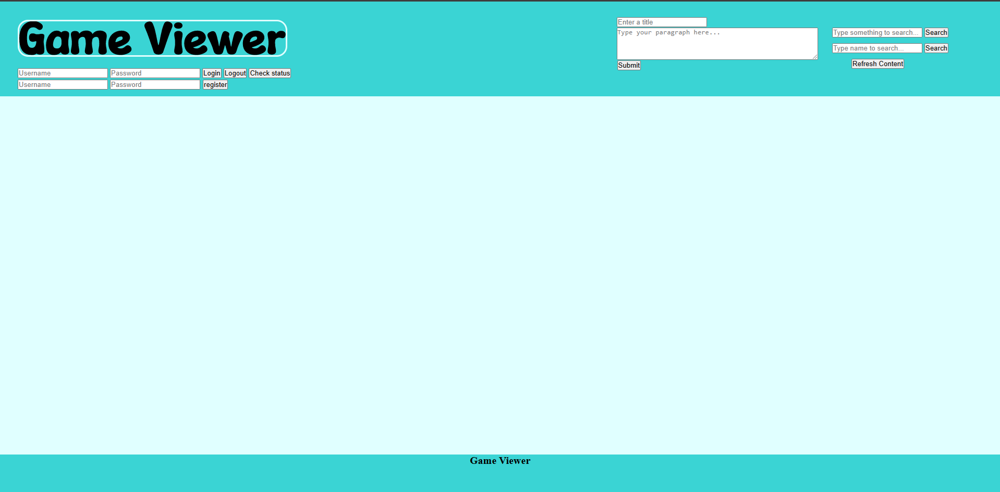 Game Viewer
Username Password Login Logout Check status
Username Password register
Enter a title
Type your paragraph here...
Submit
Type something to search... Search
Type name to search... Search
Refresh Content
Game Viewer